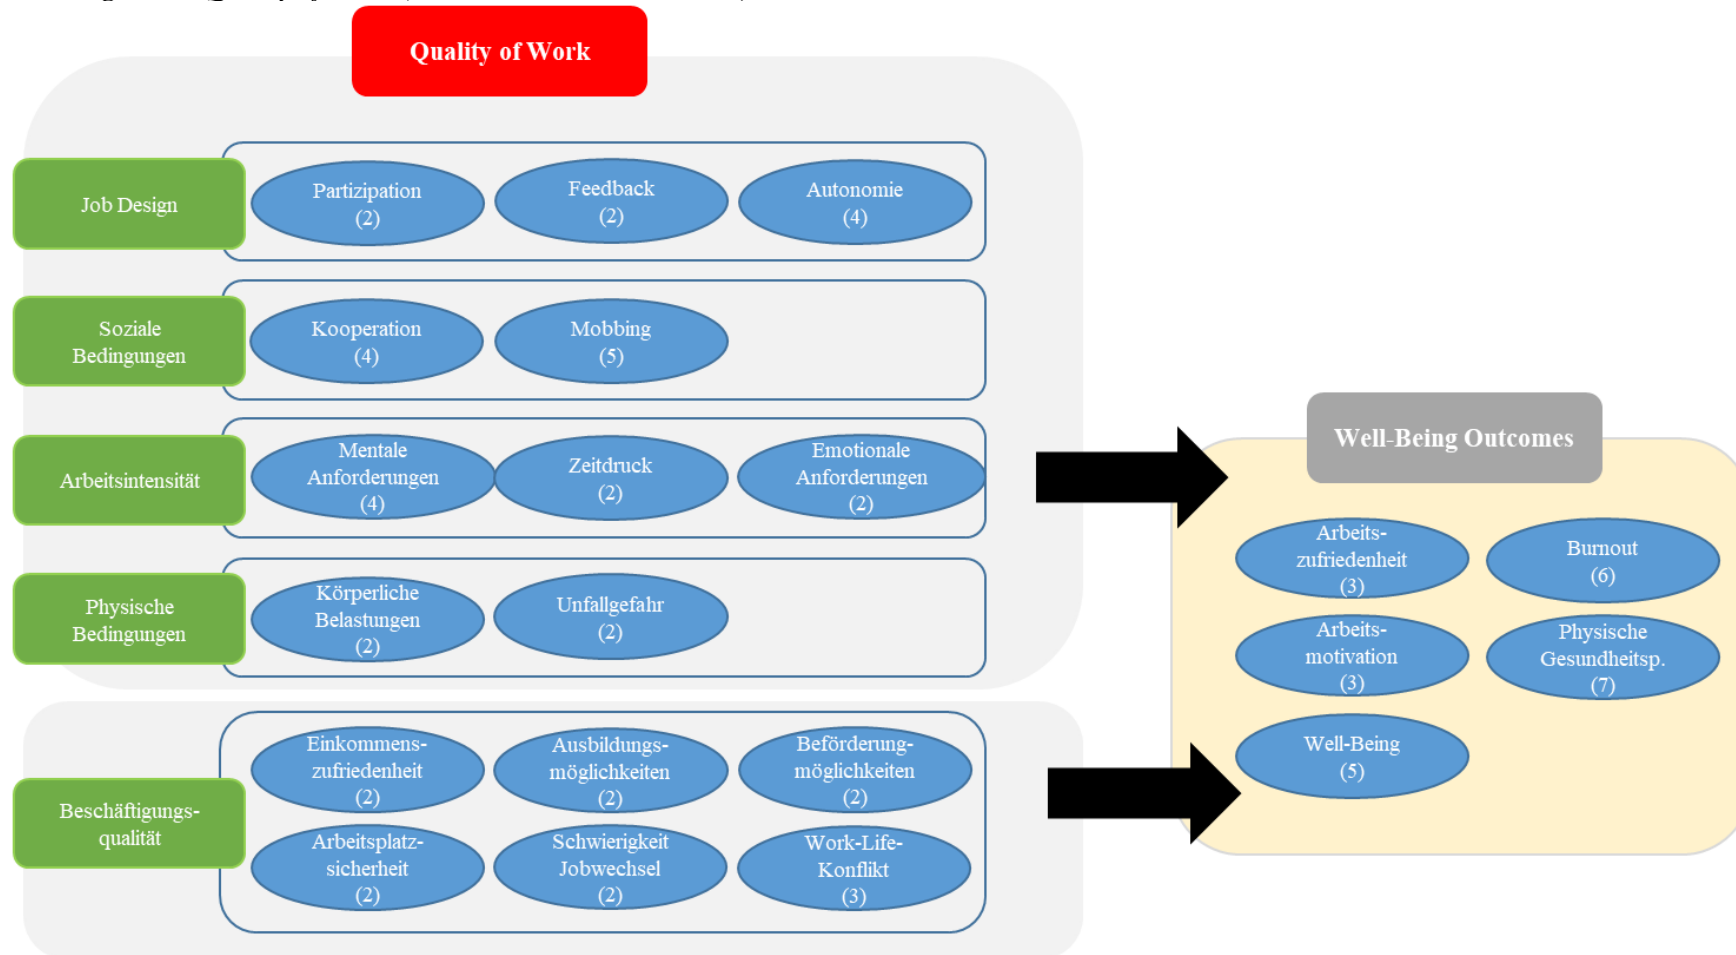 Quality of Work
Job Design
Partizipation
(2)
Feedback
(2)
Autonomie
(4)
Soziale
Bedingungen
Kooperation
(4)
Mobbing
(5)
Arbeitsintensität
Mentale
Anforderungen
(4)
Zeitdruck
(2)
Emotionale
Anforderungen
(2)
Physische
Bedingungen
Körperliche
Belastungen
(2)
Unfallgefahr
(2)
Beschäftigungs-
qualität
Einkommens-
zufriedenheit
(2)
Ausbildungs-
möglichkeiten
(2)
Beförderung-
möglichkeiten
(2)
Arbeitsplatz-
sicherheit
(2)
Schwierigkeit
Jobwechsel
(2)
Work-Life-
Konflikt
(3)
Well-Being Outcomes
Arbeits-
zufriedenheit
(3)
Burnout
(6)
Arbeits-
motivation
(3)
Physische
Gesundheitsp.
(7)
Well-Being
(5)